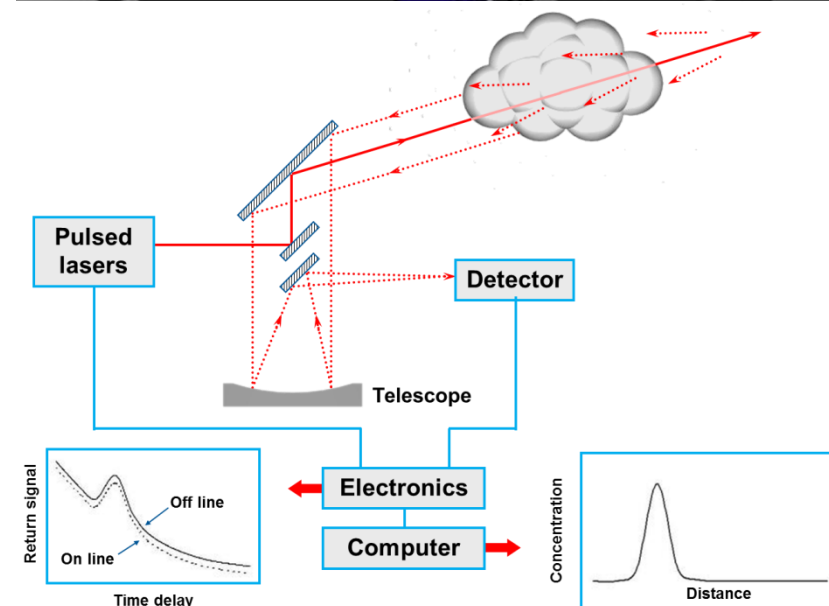 Pulsed
lasers
Detector
Telescope
Return signal
Off line
On line
Time delay
Electronics
Computer
Concentration
Distance